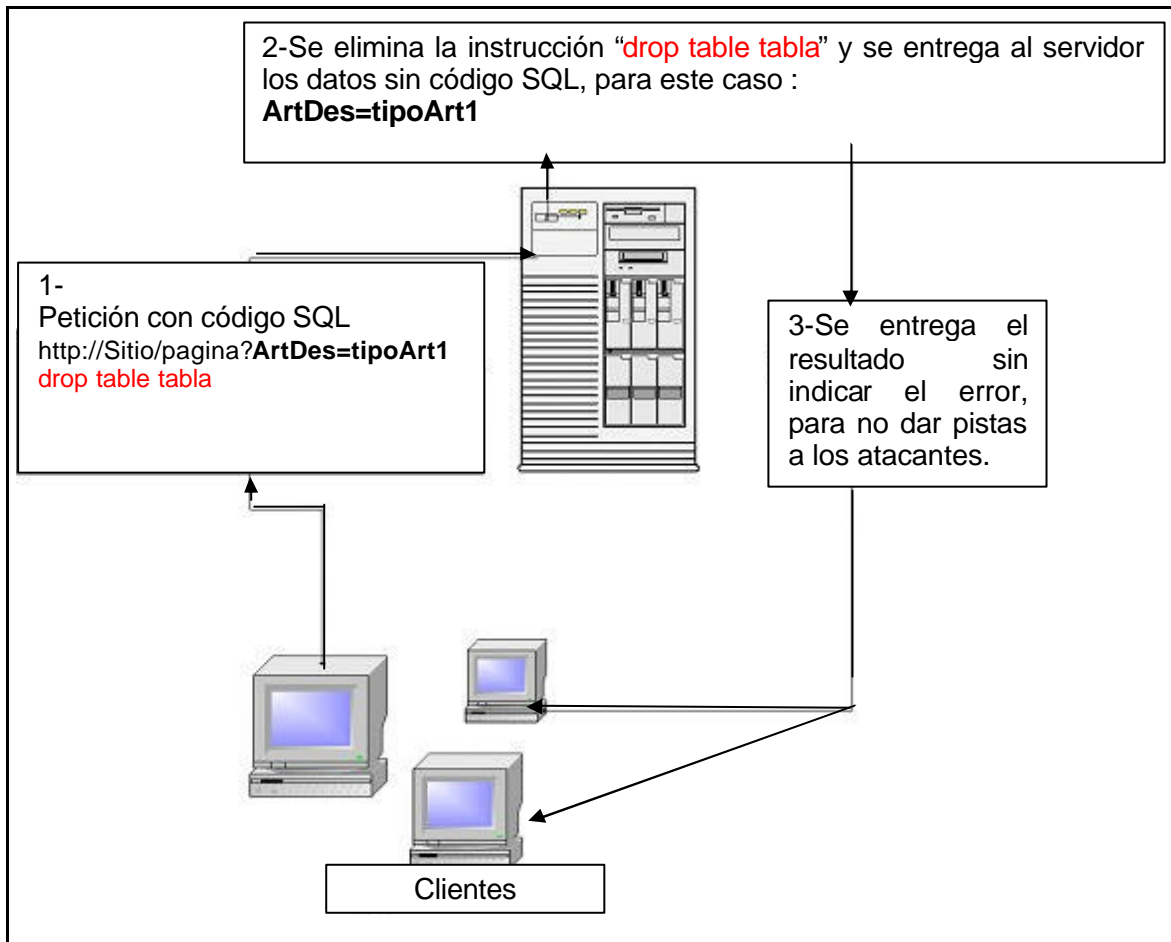 2-Se elimina la instrucción “drop table tabla” y se entrega al servidor
los datos sin código SQL, para este caso :
ArtDes=tipoArt1
1-
Petición con código SQL
http://Sitio/pagina?ArtDes=tipoArt1
drop table tabla
3-Se entrega el
resultado sin
indicar el error,
para no dar pistas
a los atacantes.
Clientes